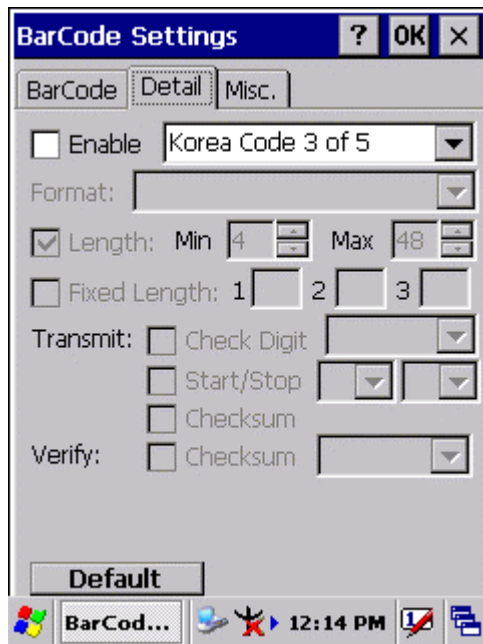 BarCode Settings ? OK ×
BarCode Detail Misc.
Enable Korea Code 3 of 5
Format:
Length: Min 4 Max 48
Fixed Length: 1 2 3
Transmit: Check Digit
Start/Stop
Checksum
Verify: Checksum
Default
BarCod... 12:14 PM 1